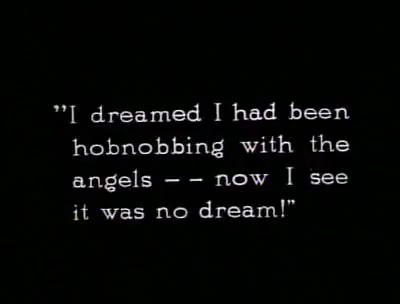 ”I dreamed I had been
hobnobbing with the
angels — — now I see
it was no dream!”